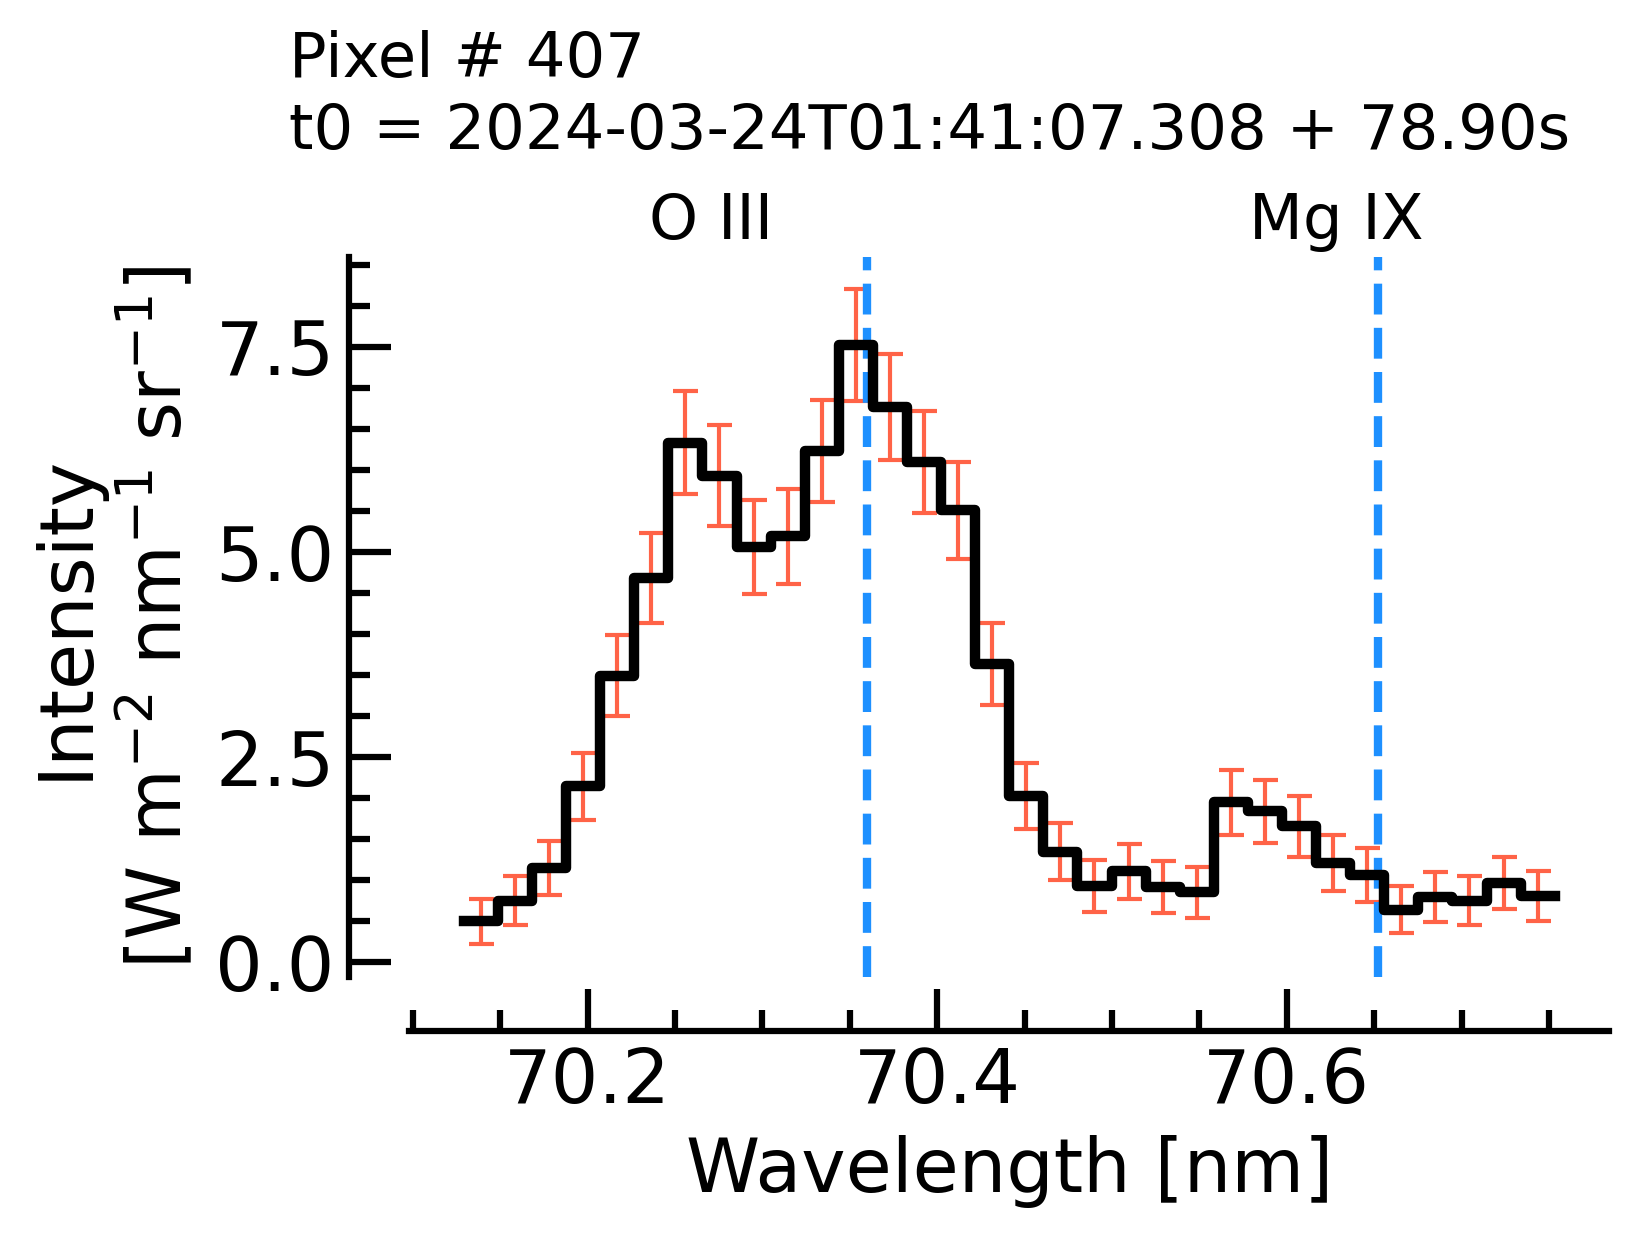 Pixel # 407
t0 = 2024-03-24T01:41:07.308 + 78.90s
O III Mg IX
Intensity
[W m⁻² nm⁻¹ sr⁻¹]
7.5
5.0
2.5
0.0
70.2 70.4 70.6
Wavelength [nm]